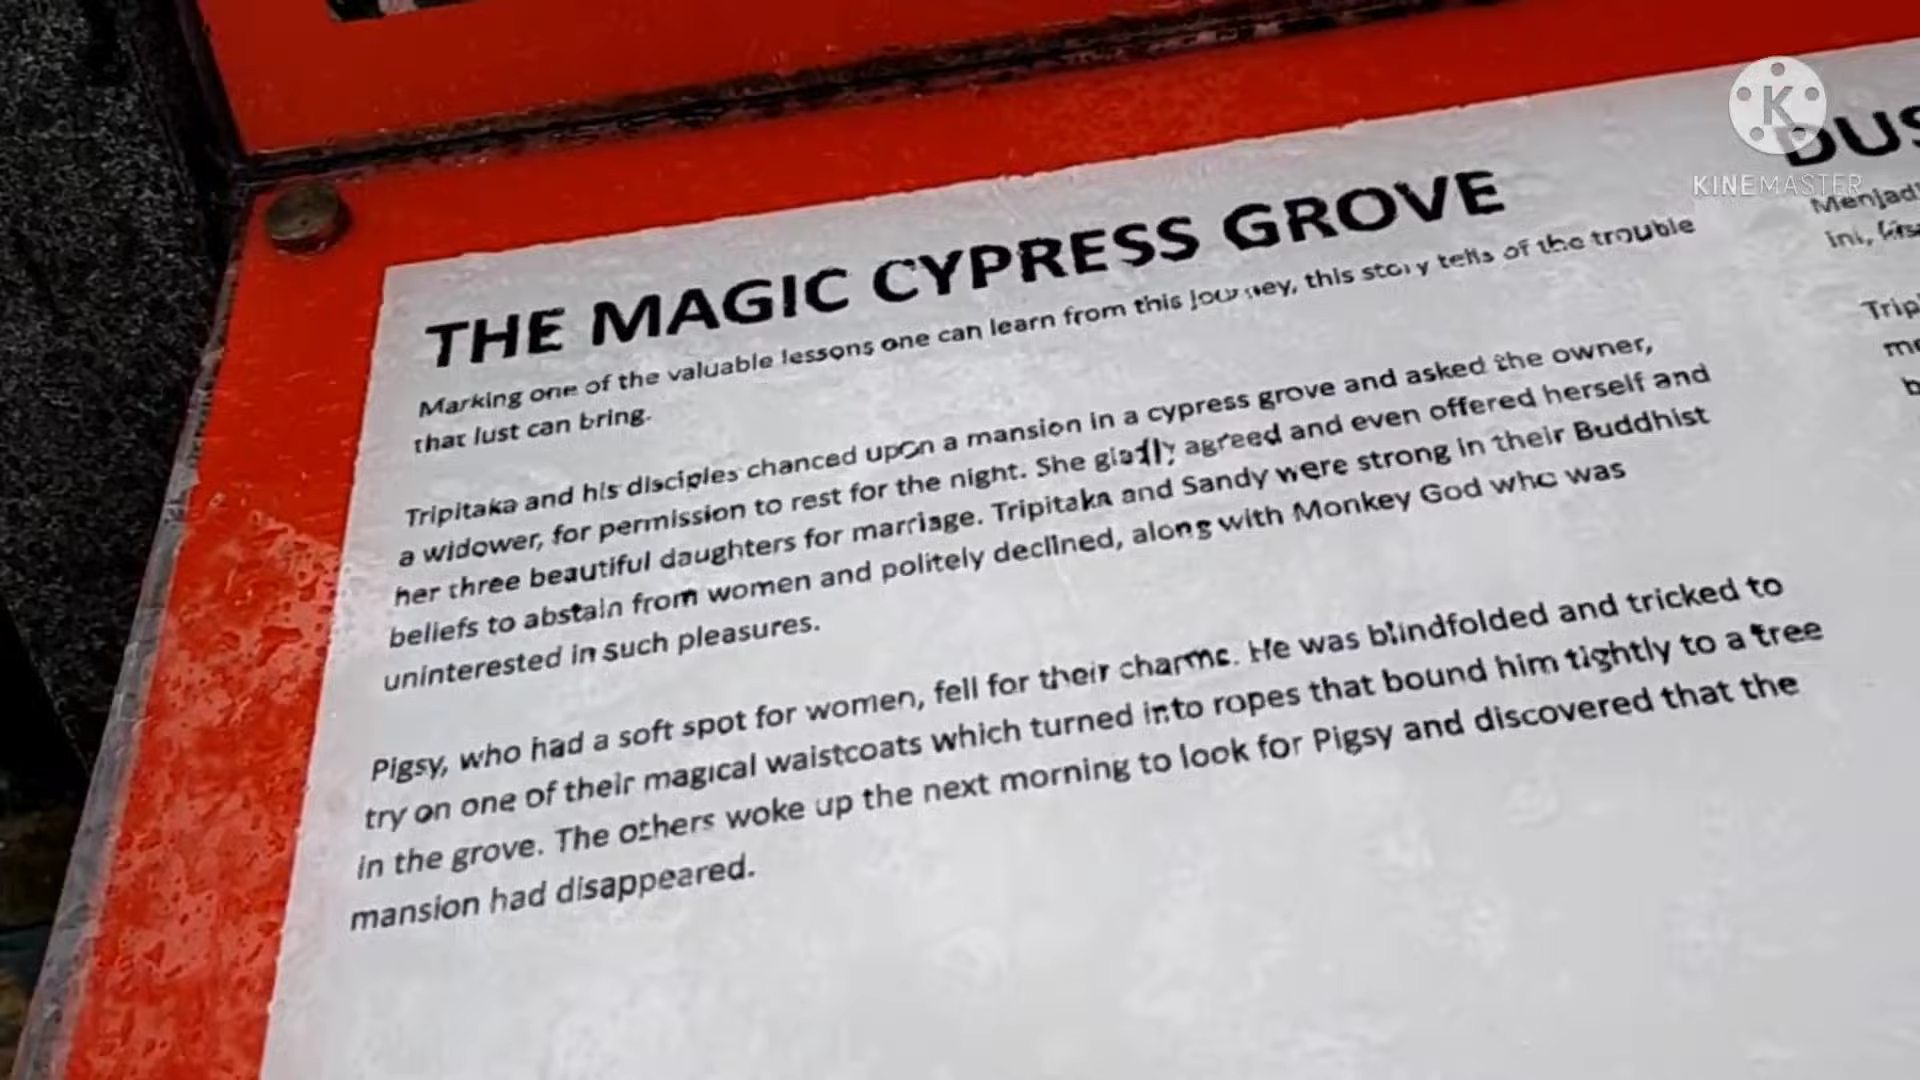 THE MAGIC CYPRESS GROVE
Marking one of the valuable lessons one can learn from this journey, this story tells of the trouble
that lust can bring.
Tripitaka and his disciples chanced upon a mansion in a cypress grove and asked the owner,
a widower, for permission to rest for the night. She gladly agreed and even offered herself and
her three beautiful daughters for marriage. Tripitaka and Sandy were strong in their Buddhist
beliefs to abstain from women and politely declined, along with Monkey God who was
uninterested in such pleasures.
Pigsy, who had a soft spot for women, fell for their charms. He was blindfolded and tricked to
try on one of their magical waistcoats which turned into ropes that bound him tightly to a tree
in the grove. The others woke up the next morning to look for Pigsy and discovered that the
mansion had disappeared.
K
KINEMASTER
DUS
Menjadi
ini,
Trip
me
b